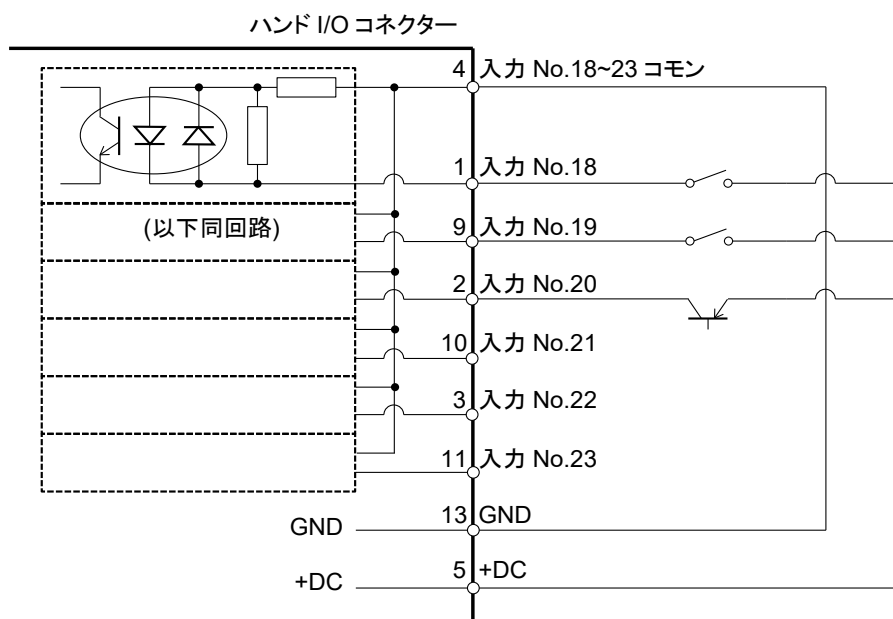 ハンド I/O コネクター
4 入力 No.18~23 コモン
1 入力 No.18
(以下同回路)
9 入力 No.19
2 入力 No.20
10 入力 No.21
3 入力 No.22
11 入力 No.23
GND 13 GND
+DC 5 +DC